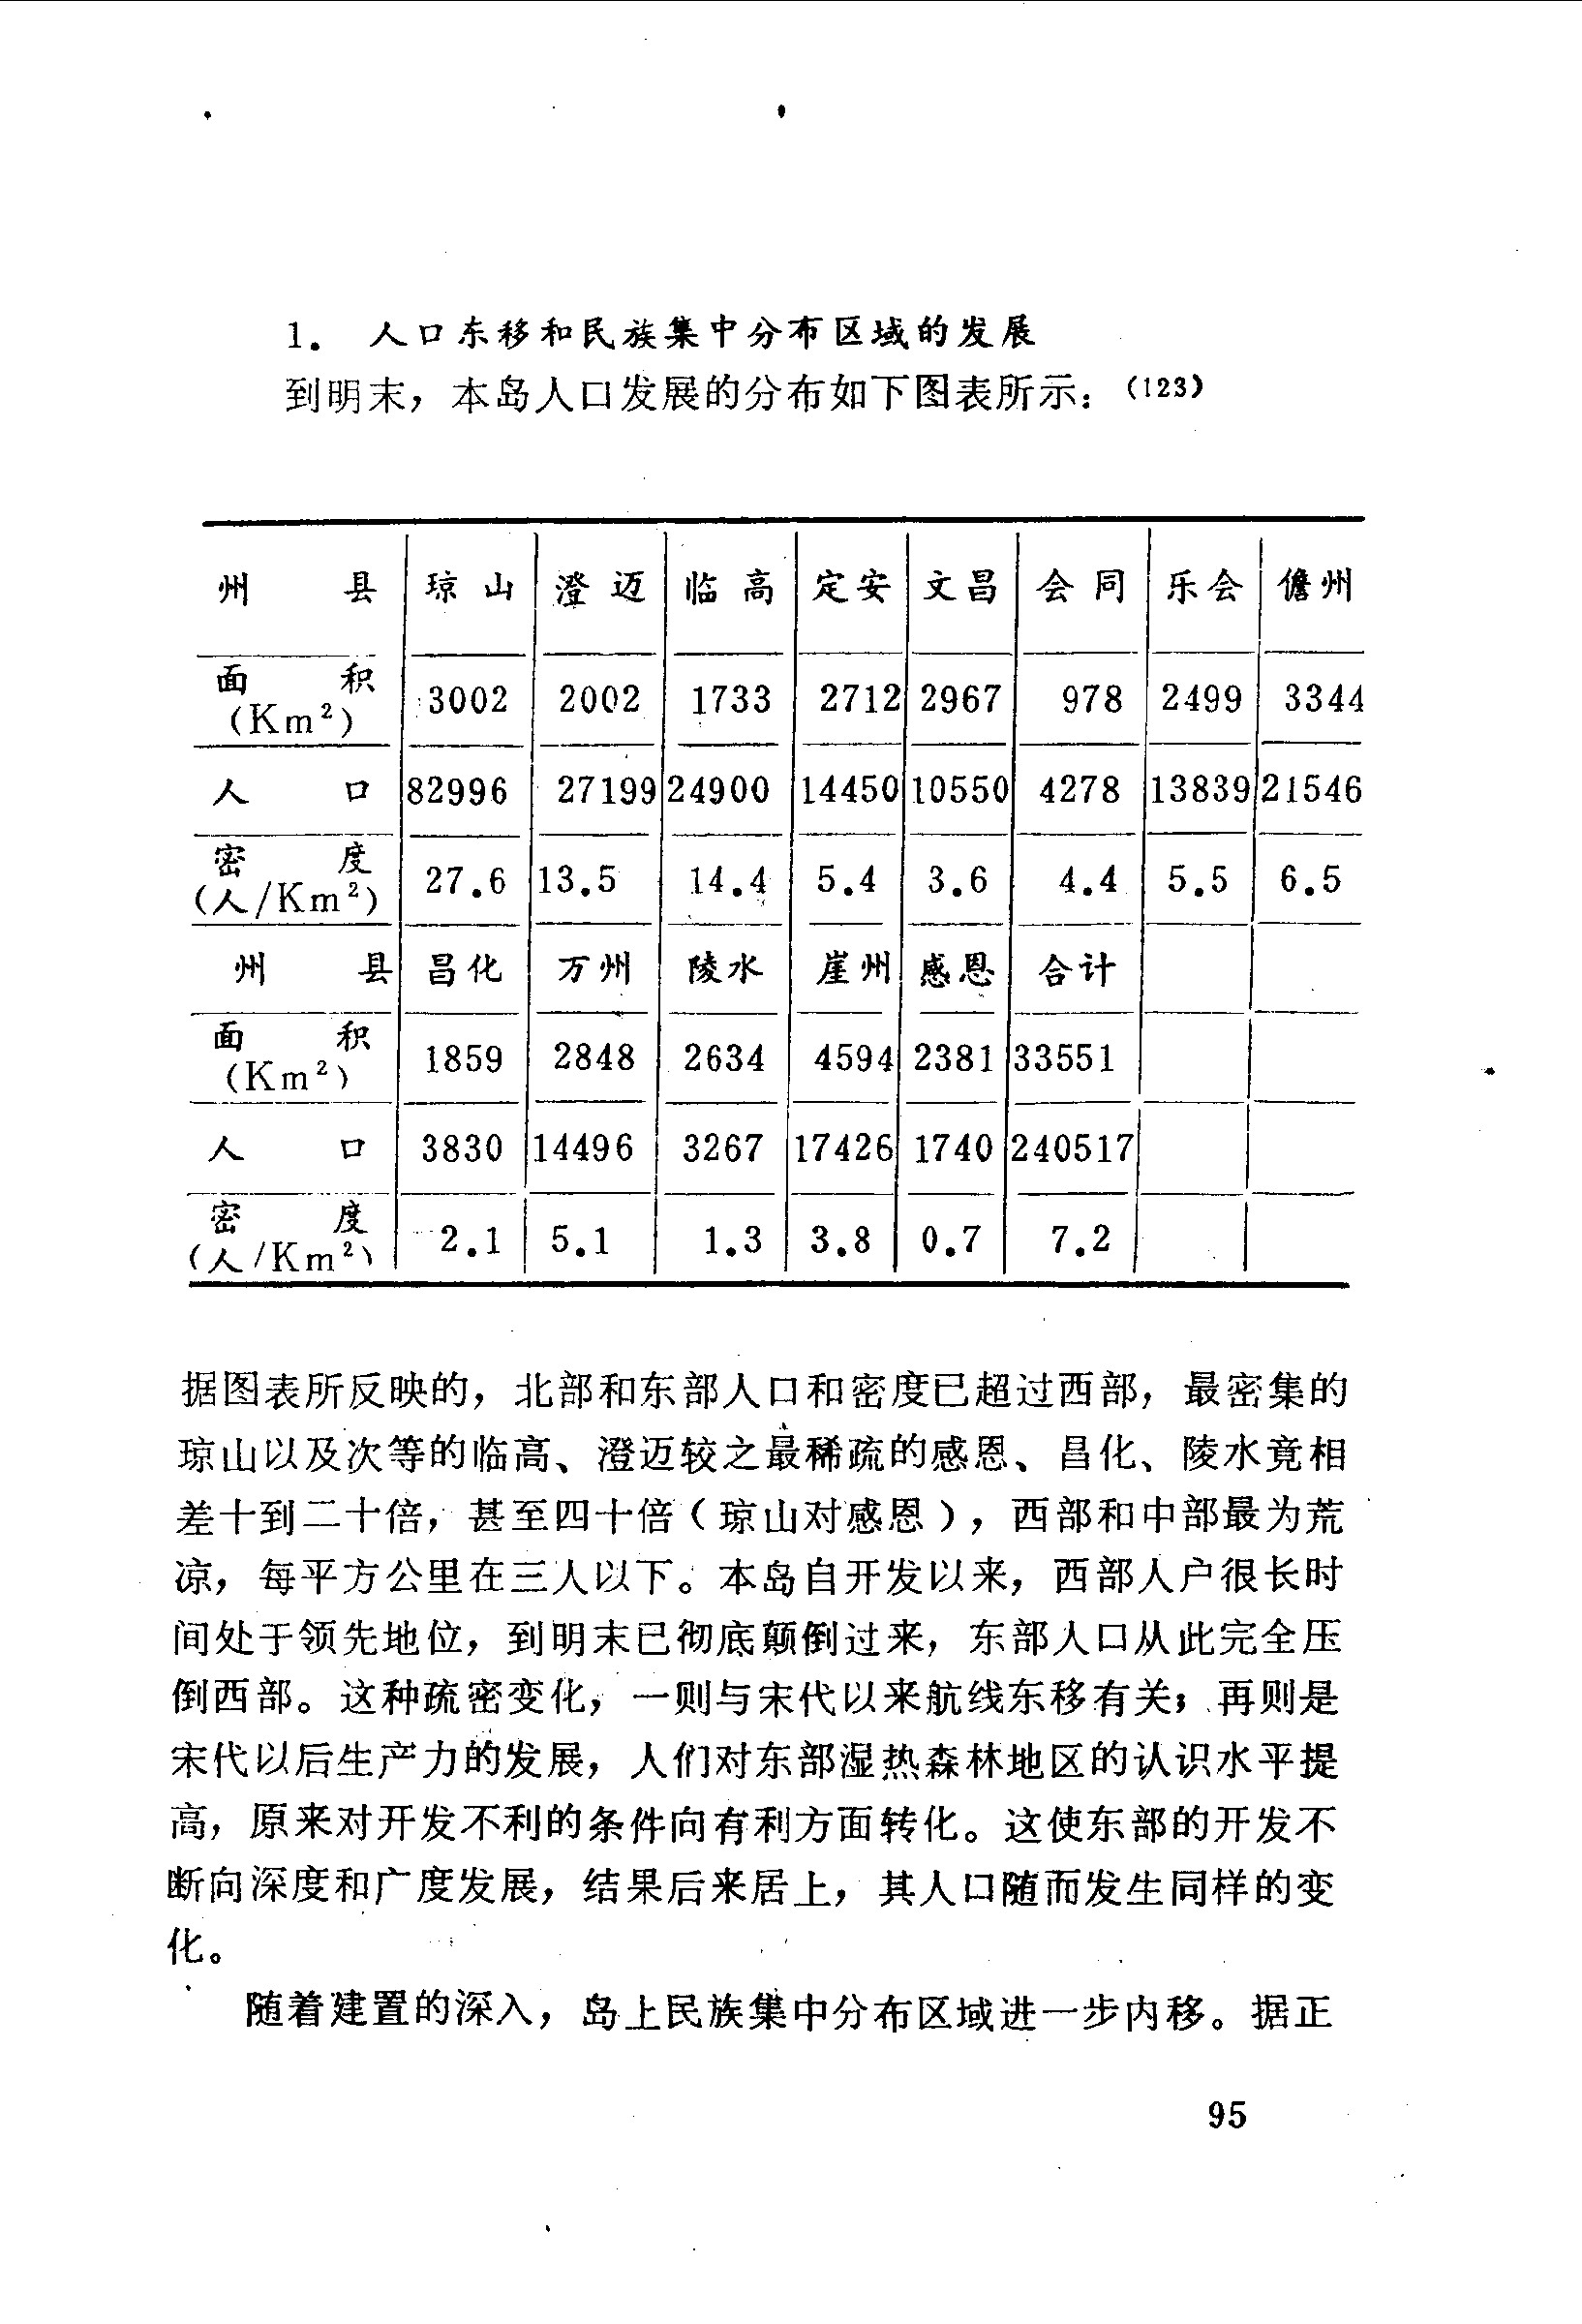 1. 人口东移和民族集中分布区域的发展
到明末，本岛人口发展的分布如下图表所示：(123)
州 县 琼山 澄迈 临高 定安 文昌 会同 乐会 儋州
面 积 (Km²) 3002 2002 1733 2712 2967 978 2499 3344
人 口 82996 27199 24900 14450 10550 4278 13839 21546
密 度 (人/Km²) 27.6 13.5 14.4 5.4 3.6 4.4 5.5 6.5
州 县 昌化 万州 陵水 崖州 感恩 合计
面 积 (Km²) 1859 2848 2634 4594 2381 33551
人 口 3830 14496 3267 17426 1740 240517
密 度 (人/Km²) 2.1 5.1 1.3 3.8 0.7 7.2
据图表所反映的，北部和东部人口和密度已超过西部，最密集的
琼山以及次等的临高、澄迈较之最稀疏的感恩、昌化、陵水竟相
差十到二十倍，甚至四十倍（琼山对感恩），西部和中部最为荒
凉，每平方公里在三人以下。本岛自开发以来，西部人户很长时
间处于领先地位，到明末已彻底颠倒过来，东部人口从此完全压
倒西部。这种疏密变化，一则与宋代以来航线东移有关；再则是
宋代以后生产力的发展，人们对东部湿热森林地区的认识水平提
高，原来对开发不利的条件向有利方面转化。这使东部的开发不
断向深度和广度发展，结果后来居上，其人口随而发生同样的变
化。
随着建置的深入，岛上民族集中分布区域进一步内移。据正
95